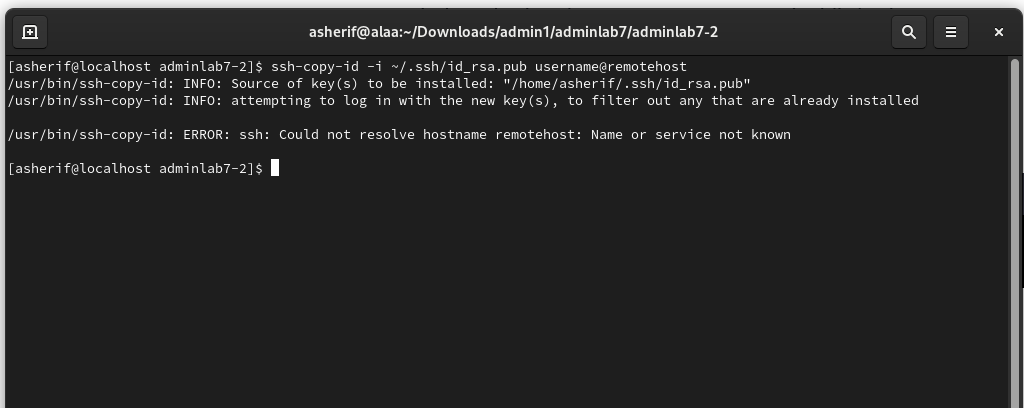 asherif@alaa:~/Downloads/admin1/adminlab7/adminlab7-2
[asherif@localhost adminlab7-2]$ ssh-copy-id -i ~/.ssh/id_rsa.pub username@remotehost
/usr/bin/ssh-copy-id: INFO: Source of key(s) to be installed: "/home/asherif/.ssh/id_rsa.pub"
/usr/bin/ssh-copy-id: INFO: attempting to log in with the new key(s), to filter out any that are already installed
/usr/bin/ssh-copy-id: ERROR: ssh: Could not resolve hostname remotehost: Name or service not known
[asherif@localhost adminlab7-2]$